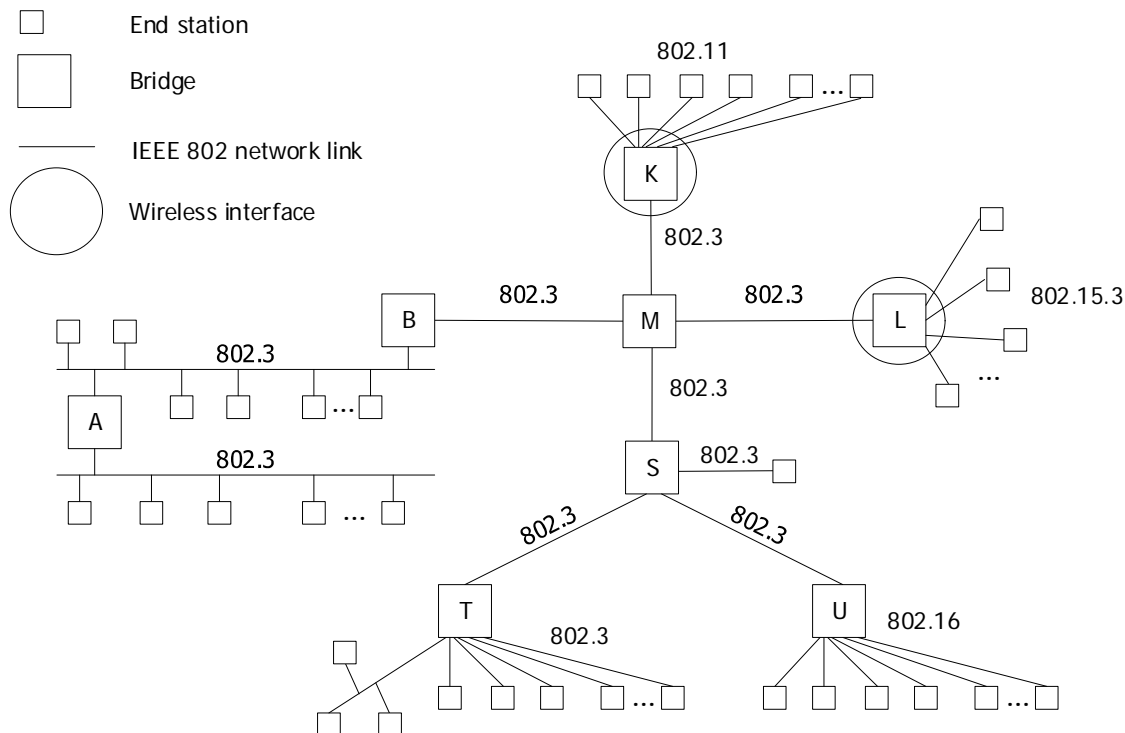 End station
Bridge
IEEE 802 network link
Wireless interface
802.11
...
K
802.3
802.3
802.3
802.15.3
B
M
L
802.3
...
802.3
...
A
802.3
...
S
802.3
802.3
802.3
T
U
802.3
802.16
...
...